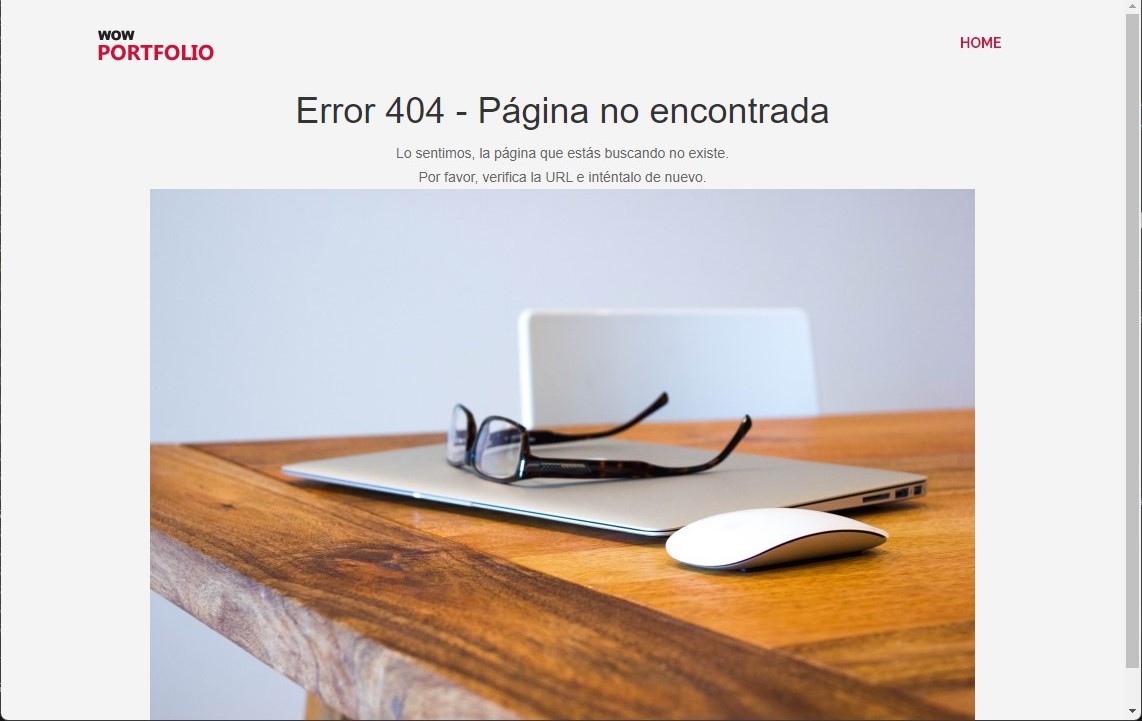 WOW
PORTFOLIO
HOME
Error 404 - Página no encontrada
Lo sentimos, la página que estás buscando no existe.
Por favor, verifica la URL e inténtalo de nuevo.